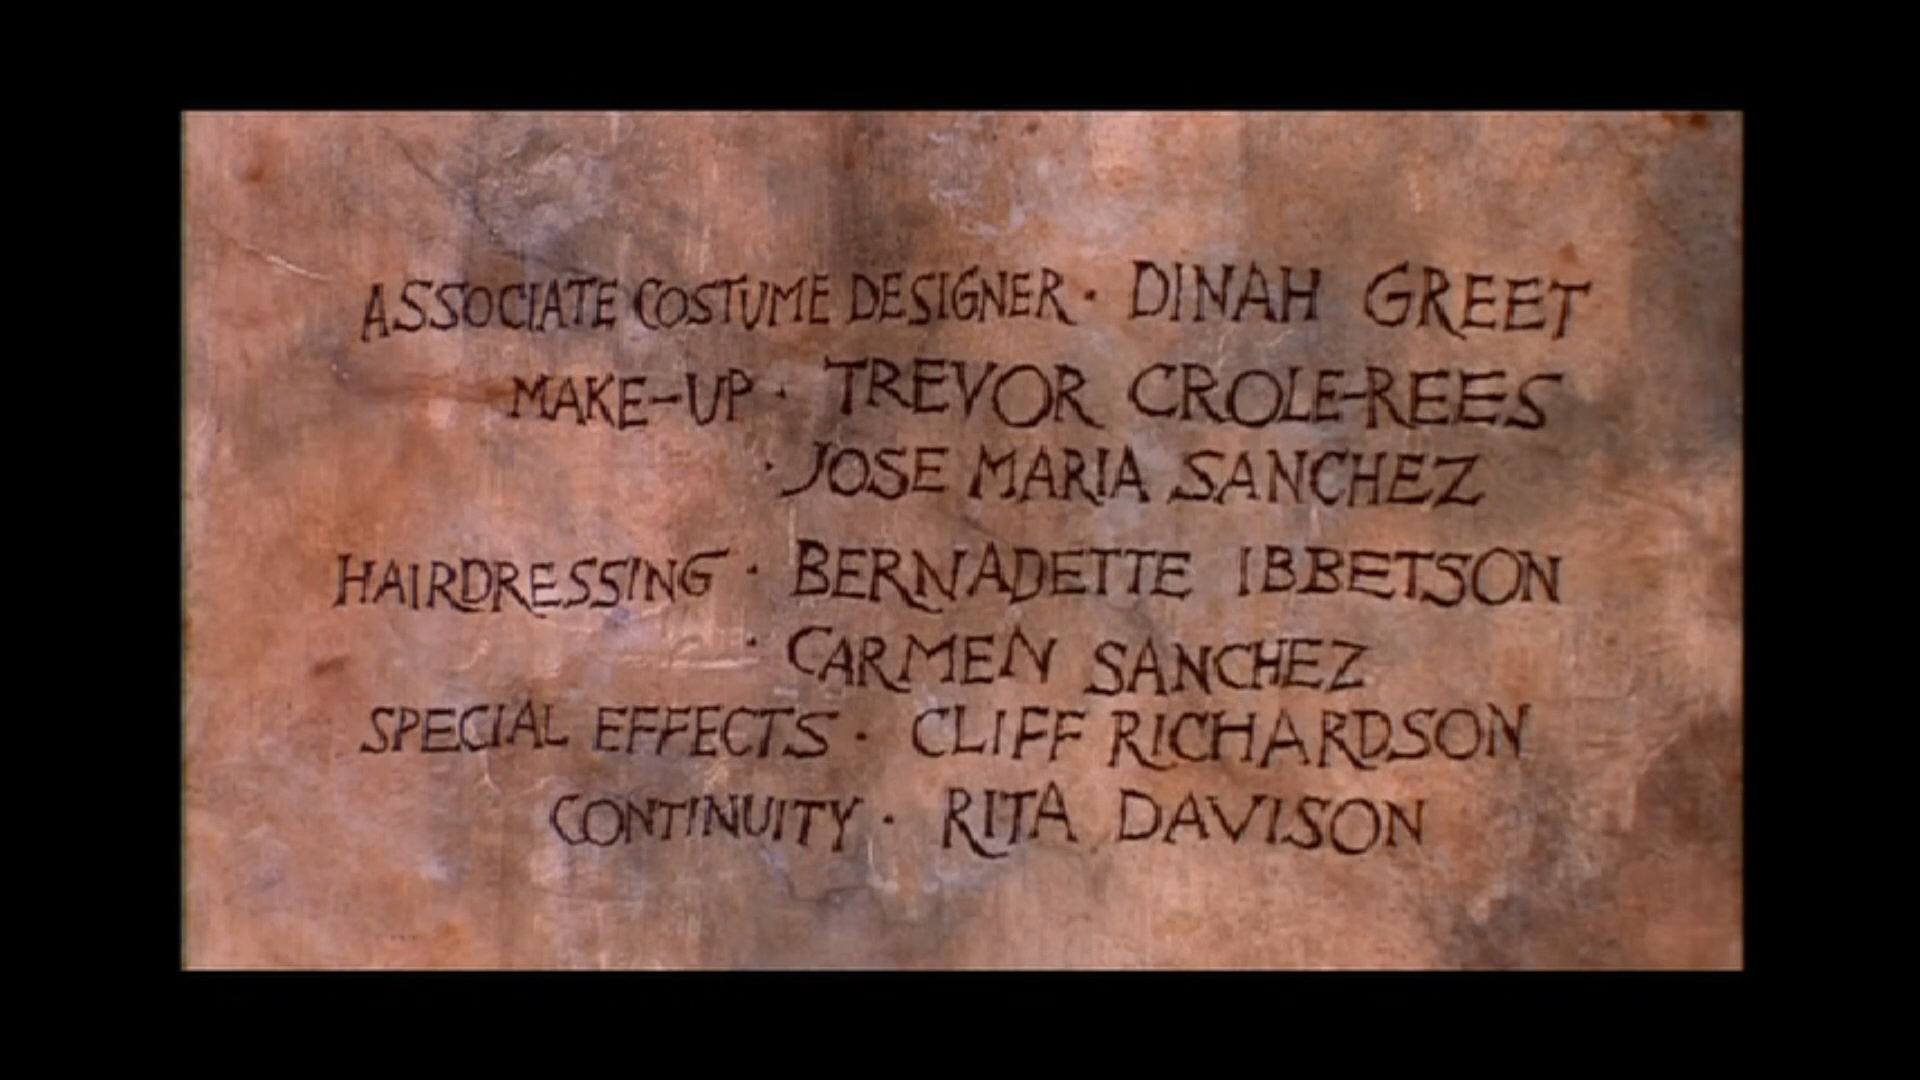 ASSOCIATE COSTUME DESIGNER · DINAH GREET
MAKE-UP · TREVOR CROLE-REES
· JOSE MARIA SANCHEZ
HAIRDRESSING · BERNADETTE IBBETSON
· CARMEN SANCHEZ
SPECIAL EFFECTS · CLIFF RICHARDSON
CONTINUITY · RITA DAVISON